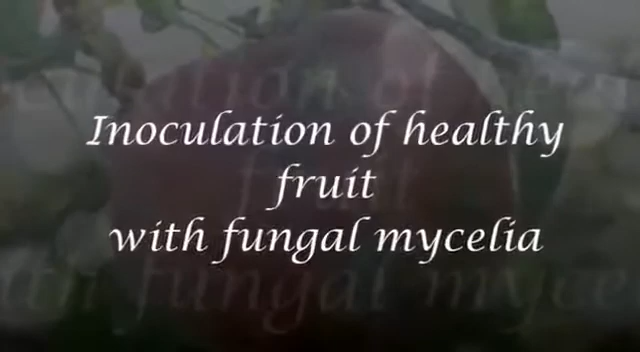 Inoculation of healthy
fruit
with fungal mycelia